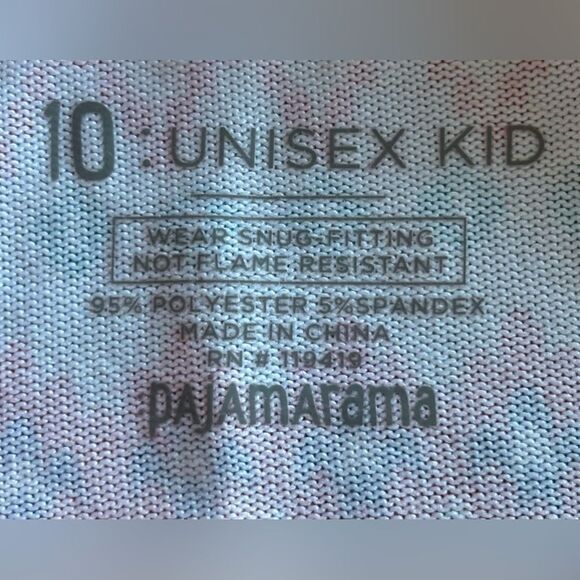 10 : UNISEX KID
WEAR SNUG-FITTING
NOT FLAME RESISTANT
95% POLYESTER 5% SPANDEX
MADE IN CHINA
RN # 119419
PAJAMARAMA